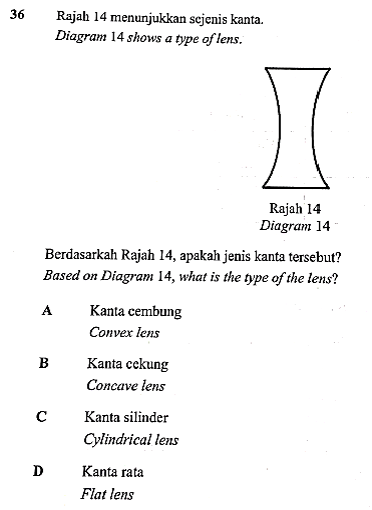 36 Rajah 14 menunjukkan sejenis kanta.
Diagram 14 shows a type of lens.
Rajah 14
Diagram 14
Berdasarkah Rajah 14, apakah jenis kanta tersebut?
Based on Diagram 14, what is the type of the lens?
A Kanta cembung
Convex lens
B Kanta cekung
Concave lens
C Kanta silinder
Cylindrical lens
D Kanta rata
Flat lens